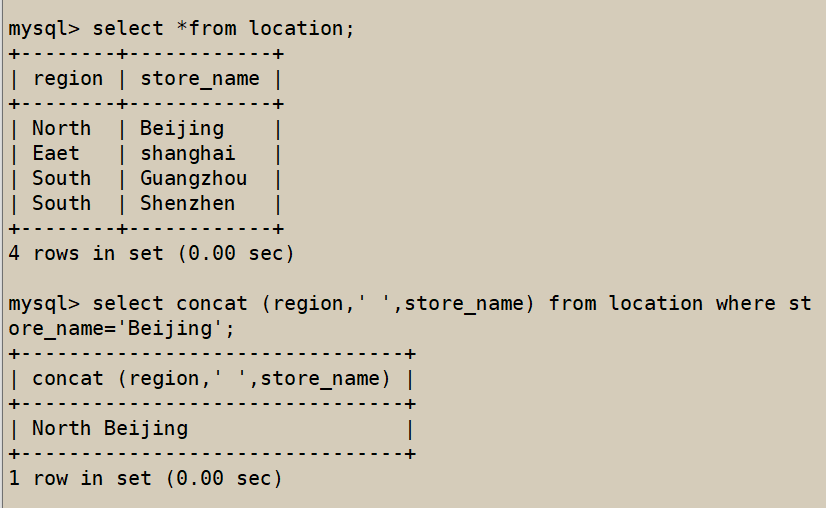 mysql> select *from location;
+--------+------------+
| region | store_name |
+--------+------------+
| North  | Beijing    |
| Eaet   | shanghai   |
| South  | Guangzhou  |
| South  | Shenzhen   |
+--------+------------+
4 rows in set (0.00 sec)

mysql> select concat (region,' ',store_name) from location where st
ore_name='Beijing';
+--------------------------------+
| concat (region,' ',store_name) |
+--------------------------------+
| North Beijing                  |
+--------------------------------+
1 row in set (0.00 sec)